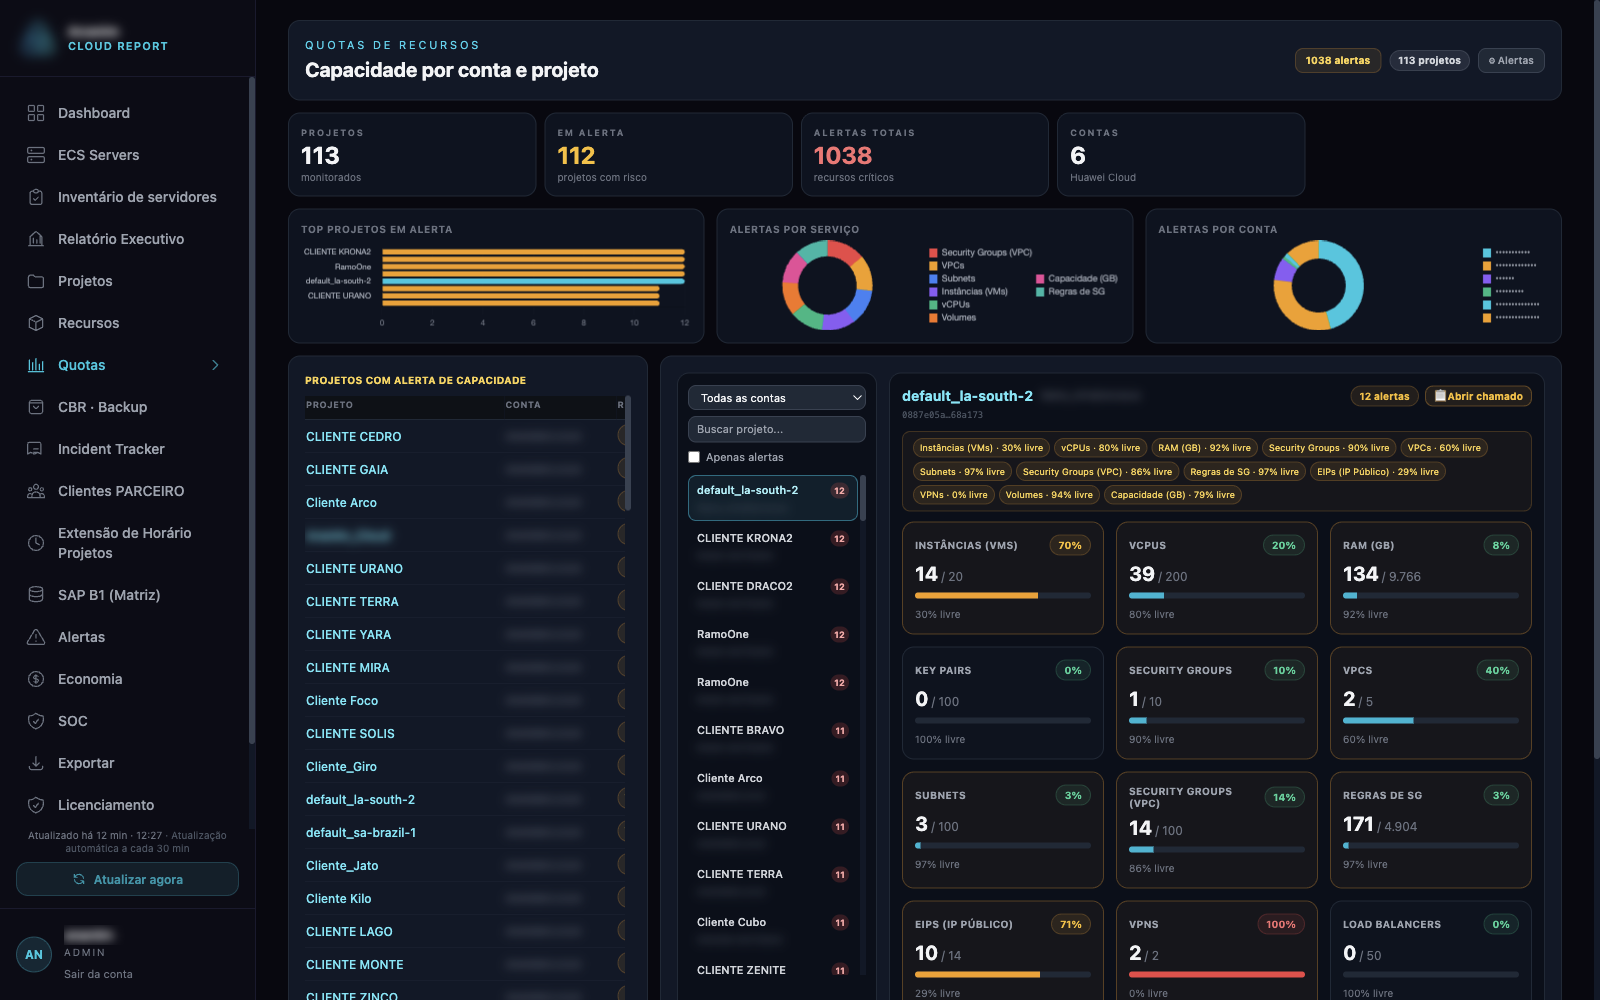 CLOUD REPORT
Dashboard
ECS Servers
Inventário de servidores
Relatório Executivo
Projetos
Recursos
Quotas
CBR · Backup
Incident Tracker
Clientes PARCEIRO
Extensão de Horário
Projetos
SAP B1 (Matriz)
Alertas
Economia
SOC
Exportar
Licenciamento
Atualizado há 12 min · 12:27 · Atualização
automática a cada 30 min
Atualizar agora
AN
ADMIN
Sair da conta
QUOTAS DE RECURSOS
Capacidade por conta e projeto
1038 alertas
113 projetos
Alertas
PROJETOS
113
monitorados
EM ALERTA
112
projetos com risco
ALERTAS TOTAIS
1038
recursos críticos
CONTAS
6
Huawei Cloud
TOP PROJETOS EM ALERTA
CLIENTE KRONA2
RamoOne
default_la-south-2
CLIENTE URANO
0 2 4 6 8 10 12
ALERTAS POR SERVIÇO
Security Groups (VPC)
VPCs
Subnets
Instâncias (VMs)
vCPUs
Volumes
Capacidade (GB)
Regras de SG
ALERTAS POR CONTA
PROJETOS COM ALERTA DE CAPACIDADE
PROJETO CONTA R
CLIENTE CEDRO
CLIENTE GAIA
Cliente Arco
CLIENTE URANO
CLIENTE TERRA
CLIENTE YARA
CLIENTE MIRA
Cliente Foco
CLIENTE SOLIS
Cliente_Giro
default_la-south-2
default_sa-brazil-1
Cliente_Jato
Cliente Kilo
CLIENTE LAGO
CLIENTE MONTE
CLIENTE ZINCO
Todas as contas
Buscar projeto...
Apenas alertas
default_la-south-2 12
CLIENTE KRONA2 12
CLIENTE DRACO2 12
RamoOne 12
RamoOne 12
CLIENTE BRAVO 11
Cliente Arco 11
CLIENTE URANO 11
CLIENTE TERRA 11
Cliente Cubo 11
CLIENTE ZENITE 11
default_la-south-2
0887e05a…68a173
12 alertas
Abrir chamado
Instâncias (VMs) · 30% livre vCPUs · 80% livre RAM (GB) · 92% livre Security Groups · 90% livre VPCs · 60% livre
Subnets · 97% livre Security Groups (VPC) · 86% livre Regras de SG · 97% livre EIPs (IP Público) · 29% livre
VPNs · 0% livre Volumes · 94% livre Capacidade (GB) · 79% livre
INSTÂNCIAS (VMS) 70%
14 / 20
30% livre
VCPUS 20%
39 / 200
80% livre
RAM (GB) 8%
134 / 9.766
92% livre
KEY PAIRS 0%
0 / 100
100% livre
SECURITY GROUPS 10%
1 / 10
90% livre
VPCS 40%
2 / 5
60% livre
SUBNETS 3%
3 / 100
97% livre
SECURITY GROUPS
(VPC) 14%
14 / 100
86% livre
REGRAS DE SG 3%
171 / 4.904
97% livre
EIPS (IP PÚBLICO) 71%
10 / 14
29% livre
VPNS 100%
2 / 2
0% livre
LOAD BALANCERS 0%
0 / 50
100% livre